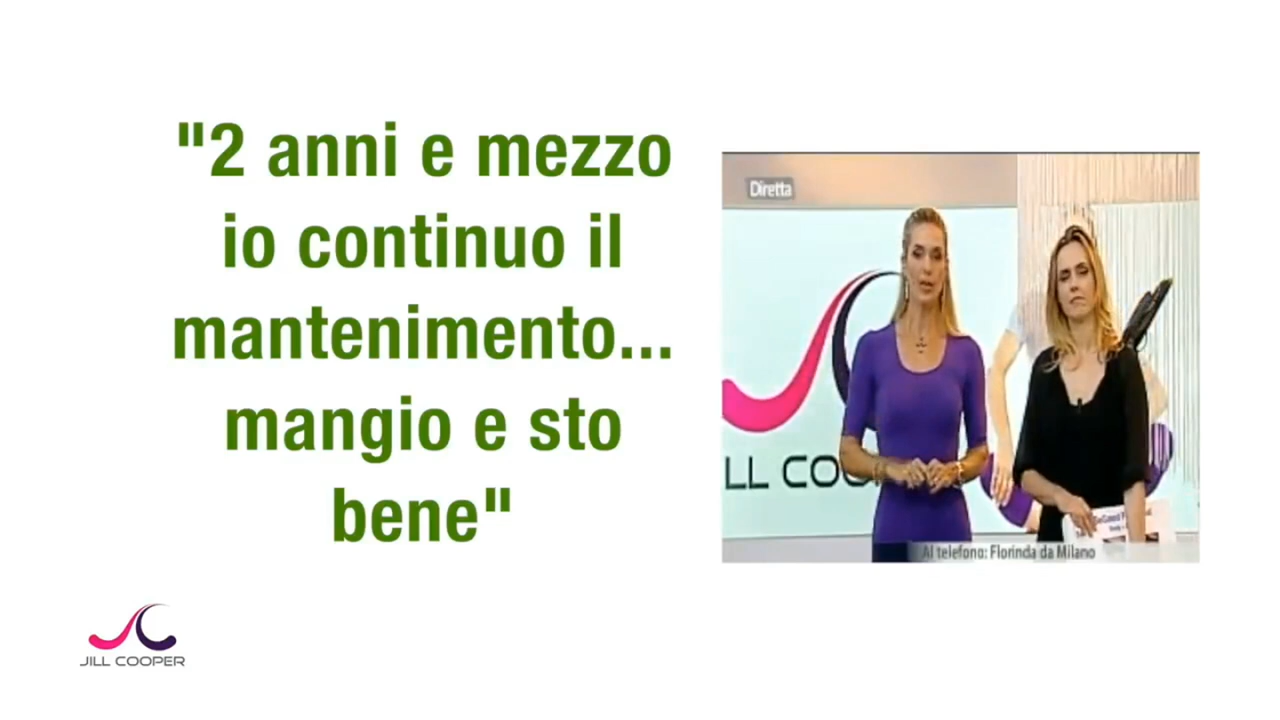 "2 anni e mezzo
io continuo il
mantenimento...
mangio e sto
bene"
Diretta
ILL COO
Al telefono: Florinda da Milano
JILL COOPER